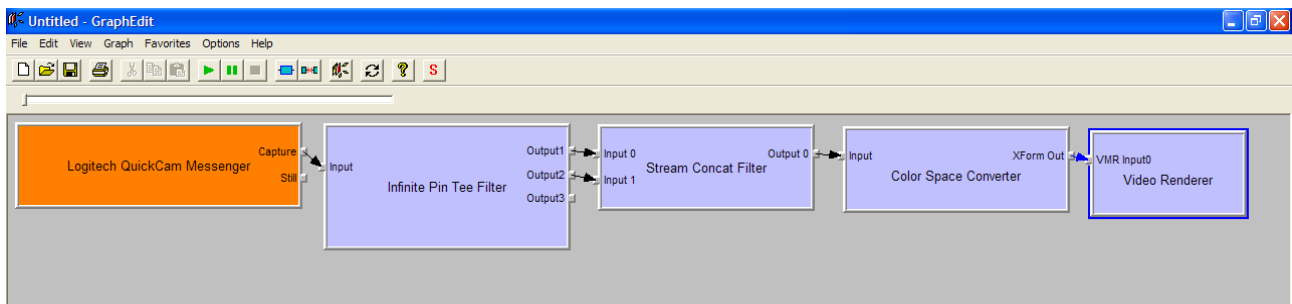 Untitled - GraphEdit
File Edit View Graph Favorites Options Help
S
Logitech QuickCam Messenger
Capture
Still
Input
Infinite Pin Tee Filter
Output1
Output2
Output3
Input 0
Input 1
Stream Concat Filter
Output 0
Input
Color Space Converter
XForm Out
VMR Input0
Video Renderer